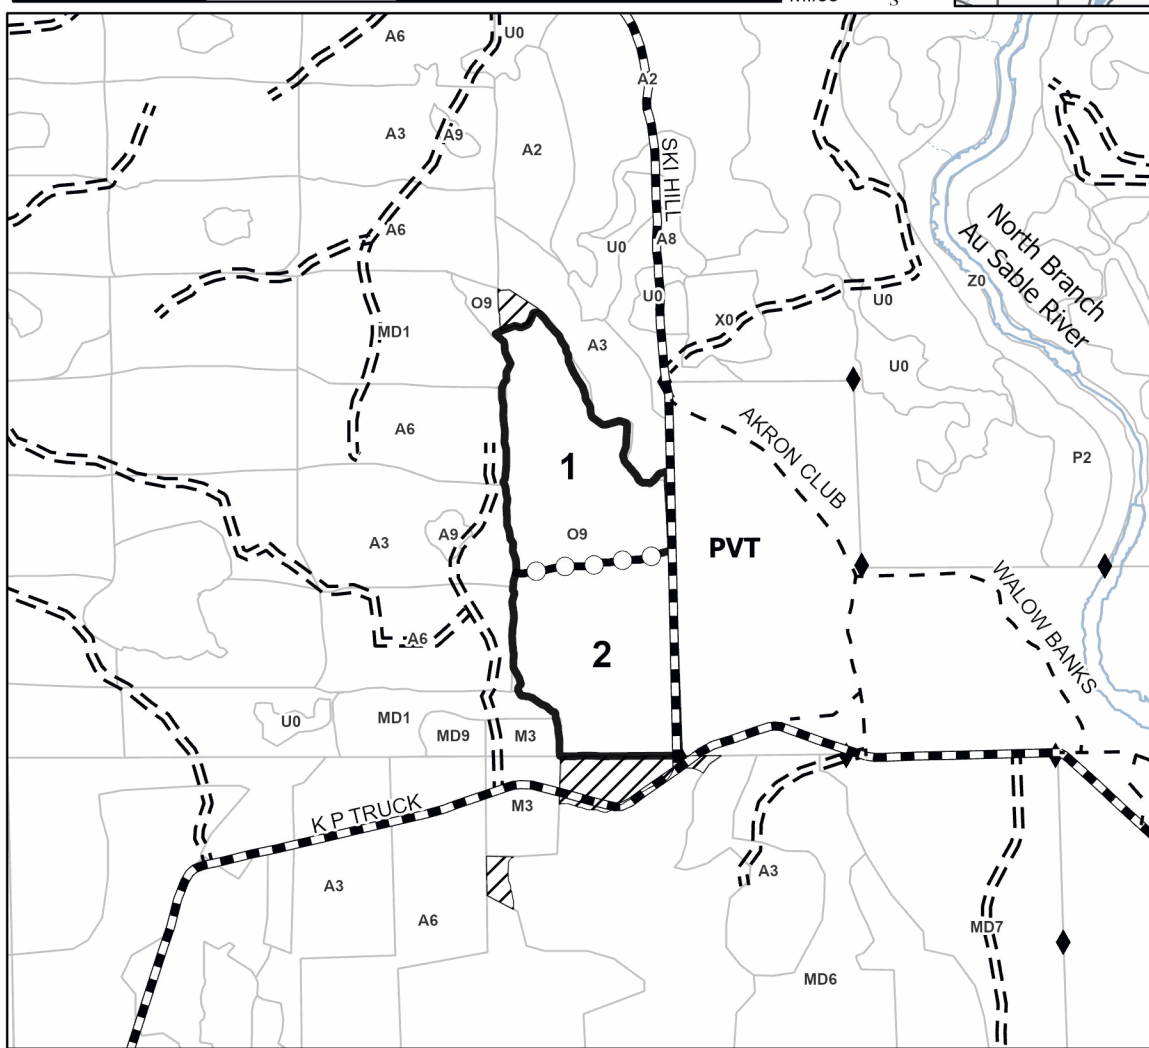 Miles
S
A6
U0
A2
A3
A9
A2
SKI HILL
A6
U0
A8
North Branch
Au Sable River
Z0
O9
U0
U0
X0
MD1
A3
U0
A6
AKRON CLUB
1
P2
A3
A9
O9
PVT
WALOW BANKS
A6
2
U0
MD1
MD9
M3
K P TRUCK
M3
A3
A3
A6
MD7
MD6